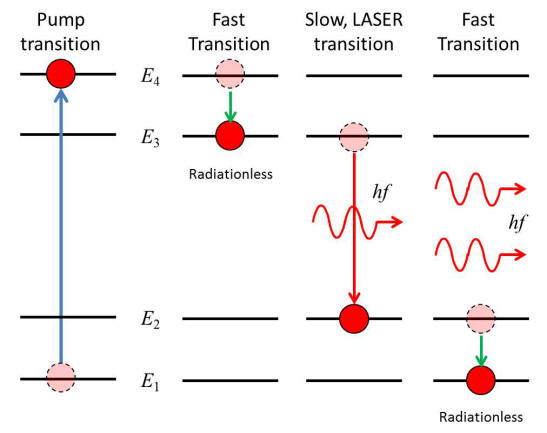 Pump
transition
Fast
Transition
Slow, LASER
transition
Fast
Transition
E4
E3
Radiationless
hf
hf
E2
E1
Radiationless